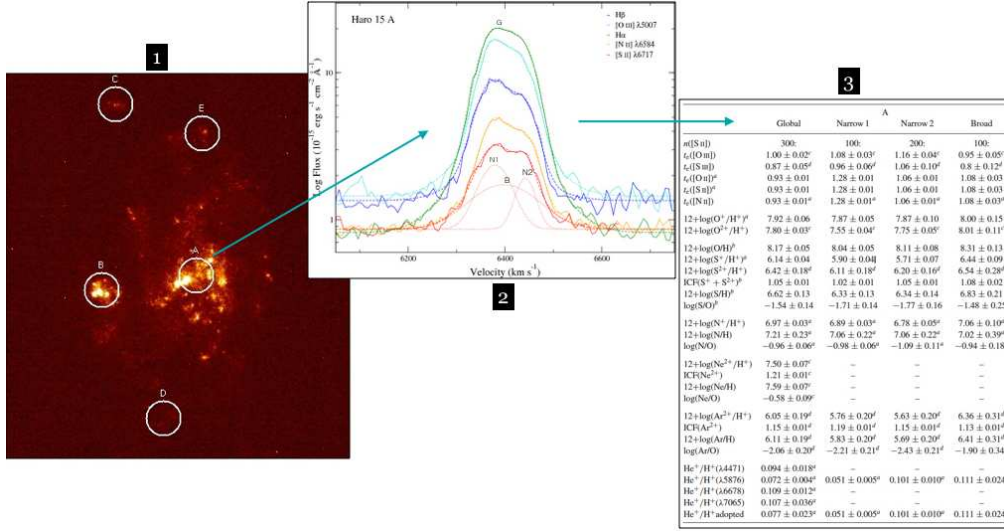 1
C
E
B
A
D
2
Haro 15 A
G
Hβ
[O III] λ5007
Hα
[N II] λ6584
[S II] λ6717
N1
N2
B
Log Flux (10⁻¹⁵ erg s⁻¹ cm⁻² Å⁻¹)
10
1
6200 6400 6600
Velocity (km s⁻¹)
3
A
Global Narrow 1 Narrow 2 Broad
n([S II]) 300: 100: 200: 100:
tₑ([O III]) 1.00 ± 0.02ᶜ 1.08 ± 0.03ᶜ 1.16 ± 0.04ᶜ 0.95 ± 0.05ᶜ
tₑ([S III]) 0.87 ± 0.05ᵈ 0.96 ± 0.06ᵈ 1.06 ± 0.10ᵈ 0.8 ± 0.12ᵈ
tₑ([O II])ᵃ 0.93 ± 0.01 1.28 ± 0.01 1.06 ± 0.01 1.08 ± 0.03
tₑ([S II])ᵃ 0.93 ± 0.01 1.28 ± 0.01 1.06 ± 0.01 1.08 ± 0.03
tₑ([N II]) 0.93 ± 0.01ᵃ 1.28 ± 0.01ᵃ 1.06 ± 0.01ᵃ 1.08 ± 0.03ᵃ
12+log(O⁺/H⁺)ᵃ 7.92 ± 0.06 7.87 ± 0.05 7.87 ± 0.10 8.00 ± 0.15
12+log(O²⁺/H⁺) 7.80 ± 0.03ᶜ 7.55 ± 0.04ᶜ 7.75 ± 0.05ᶜ 8.01 ± 0.11ᶜ
12+log(O/H)ᵇ 8.17 ± 0.05 8.04 ± 0.05 8.11 ± 0.08 8.31 ± 0.13
12+log(S⁺/H⁺)ᵃ 6.14 ± 0.04 5.90 ± 0.04 5.71 ± 0.07 6.44 ± 0.09
12+log(S²⁺/H⁺) 6.42 ± 0.18ᵈ 6.11 ± 0.18ᵈ 6.20 ± 0.16ᵈ 6.54 ± 0.28ᵈ
ICF(S⁺ + S²⁺)ᵇ 1.05 ± 0.01 1.02 ± 0.01 1.05 ± 0.01 1.08 ± 0.02
12+log(S/H)ᵇ 6.62 ± 0.13 6.33 ± 0.13 6.34 ± 0.14 6.83 ± 0.21
log(S/O)ᵇ −1.54 ± 0.14 −1.71 ± 0.14 −1.77 ± 0.16 −1.48 ± 0.25
12+log(N⁺/H⁺) 6.97 ± 0.03ᵃ 6.89 ± 0.03ᵃ 6.78 ± 0.05ᵃ 7.06 ± 0.10ᵃ
12+log(N/H) 7.21 ± 0.23ᵃ 7.06 ± 0.22ᵃ 7.06 ± 0.22ᵃ 7.02 ± 0.39ᵃ
log(N/O) −0.96 ± 0.06ᵃ −0.98 ± 0.06ᵃ −1.09 ± 0.11ᵃ −0.94 ± 0.18
12+log(Ne²⁺/H⁺) 7.50 ± 0.07ᶜ – – –
ICF(Ne²⁺) 1.21 ± 0.01ᶜ – – –
12+log(Ne/H) 7.59 ± 0.07ᶜ – – –
log(Ne/O) −0.58 ± 0.09ᶜ – – –
12+log(Ar²⁺/H⁺) 6.05 ± 0.19ᵈ 5.76 ± 0.20ᵈ 5.63 ± 0.20ᵈ 6.36 ± 0.31ᵈ
ICF(Ar²⁺) 1.15 ± 0.01ᵈ 1.19 ± 0.01ᵈ 1.15 ± 0.01ᵈ 1.13 ± 0.01ᵈ
12+log(Ar/H) 6.11 ± 0.19ᵈ 5.83 ± 0.20ᵈ 5.69 ± 0.20ᵈ 6.41 ± 0.31ᵈ
log(Ar/O) −2.06 ± 0.20ᵈ −2.21 ± 0.21ᵈ −2.43 ± 0.21ᵈ −1.90 ± 0.34
He⁺/H⁺(λ4471) 0.094 ± 0.018ᵃ – – –
He⁺/H⁺(λ5876) 0.072 ± 0.004ᵃ 0.051 ± 0.005ᵃ 0.101 ± 0.010ᵃ 0.111 ± 0.024
He⁺/H⁺(λ6678) 0.109 ± 0.012ᵃ – – –
He⁺/H⁺(λ7065) 0.107 ± 0.036ᵃ – – –
He⁺/H⁺adopted 0.077 ± 0.023ᵃ 0.051 ± 0.005ᵃ 0.101 ± 0.010ᵃ 0.111 ± 0.024